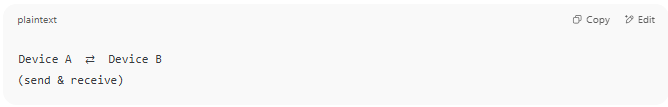 plaintext Copy Edit
Device A ⇄ Device B
(send & receive)